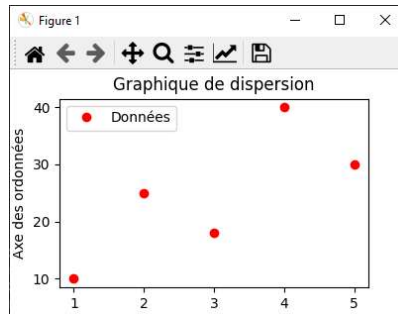 Figure 1
Graphique de dispersion
Données
Axe des ordonnées
40
30
20
10
1 2 3 4 5